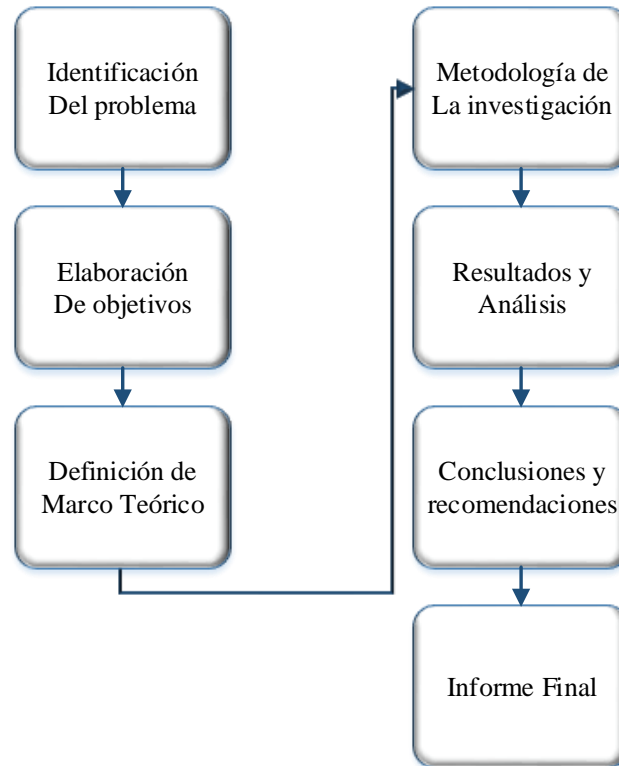 Identificación
Del problema
Elaboración
De objetivos
Definición de
Marco Teórico
Metodología de
La investigación
Resultados y
Análisis
Conclusiones y
recomendaciones
Informe Final